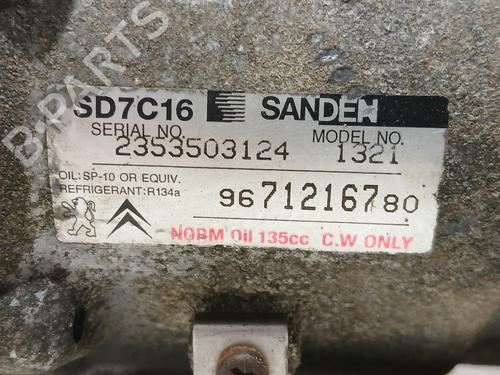 B-PARTS
SD7C16 SANDEN
SERIAL NO. MODEL NO.
2353503124 1321
OIL: SP-10 OR EQUIV.
REFRIGERANT: R134a
9671216780
NORM Oil 135cc C.W ONLY